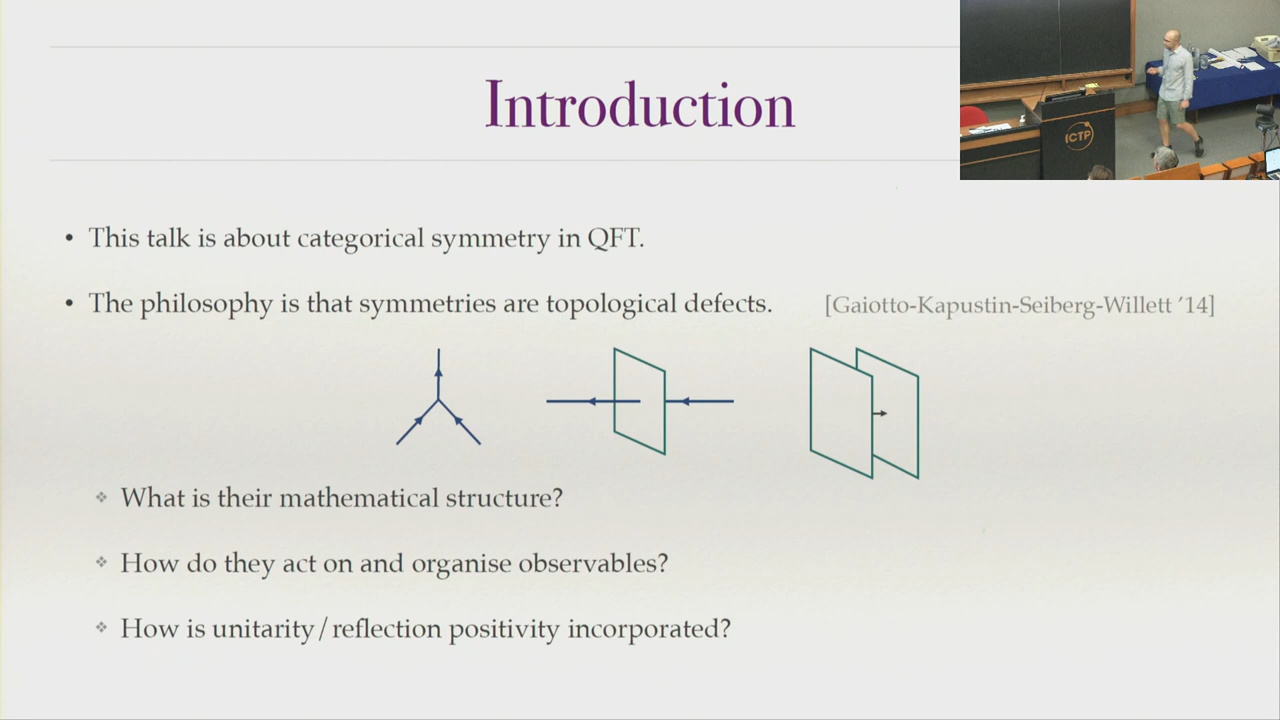 Introduction
ICTP
• This talk is about categorical symmetry in QFT.
• The philosophy is that symmetries are topological defects. [Gaiotto-Kapustin-Seiberg-Willett ’14]
❖ What is their mathematical structure?
❖ How do they act on and organise observables?
❖ How is unitarity/reflection positivity incorporated?